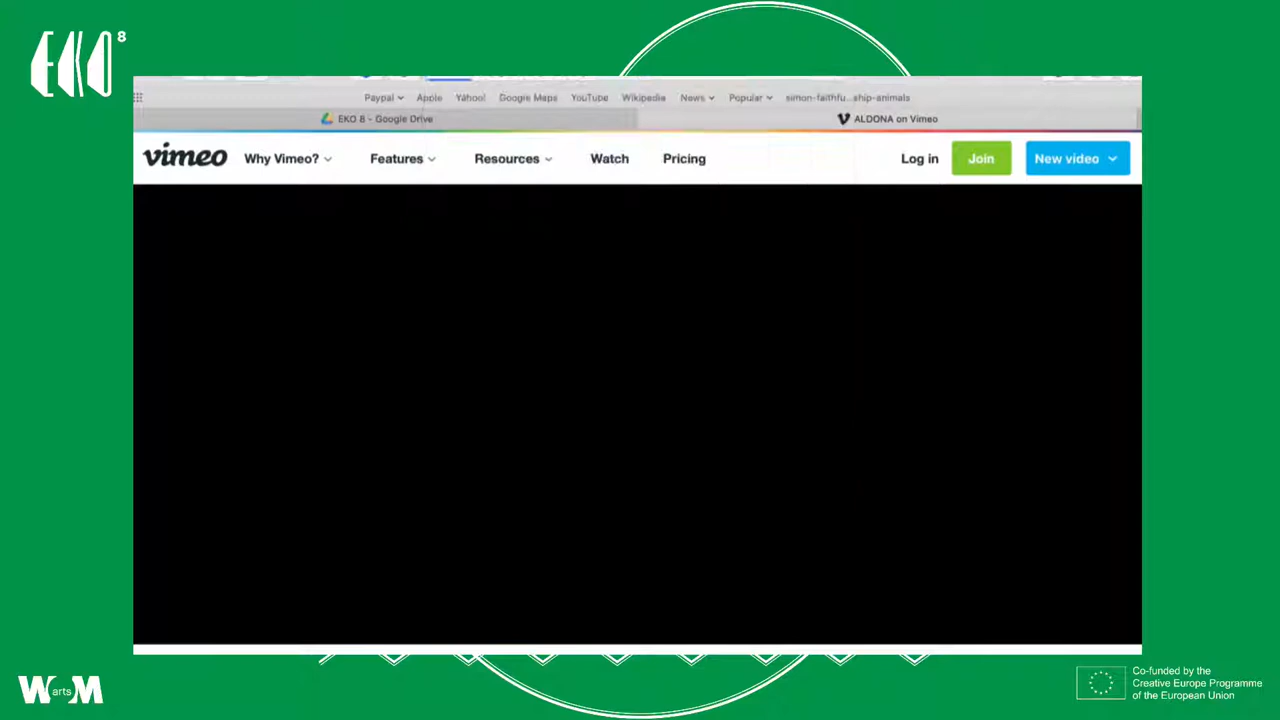 EKO 8
Paypal Apple Yahoo! Google Maps YouTube Wikipedia News Popular simon-faithfu...ship-animals
EKO 8 - Google Drive ALDONA on Vimeo
vimeo Why Vimeo? Features Resources Watch Pricing Log in Join New video
W arts M
Co-funded by the
Creative Europe Programme
of the European Union